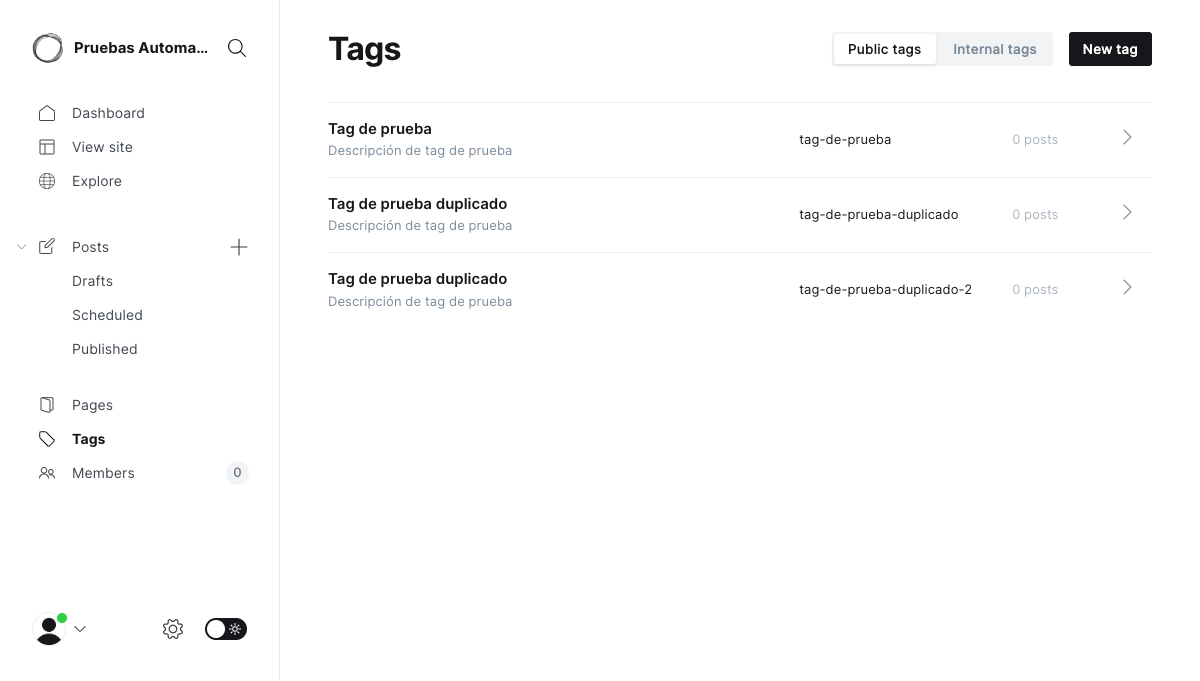 Pruebas Automa...
Dashboard
View site
Explore
Posts
Drafts
Scheduled
Published
Pages
Tags
Members 0
Tags
Public tags Internal tags New tag
Tag de prueba
Descripción de tag de prueba
tag-de-prueba 0 posts
Tag de prueba duplicado
Descripción de tag de prueba
tag-de-prueba-duplicado 0 posts
Tag de prueba duplicado
Descripción de tag de prueba
tag-de-prueba-duplicado-2 0 posts